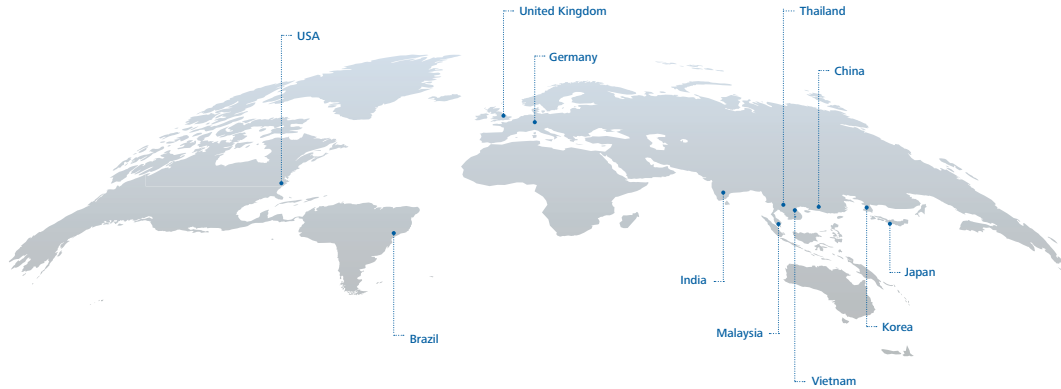 United Kingdom
Thailand
USA
Germany
China
India
Japan
Malaysia
Korea
Brazil
Vietnam